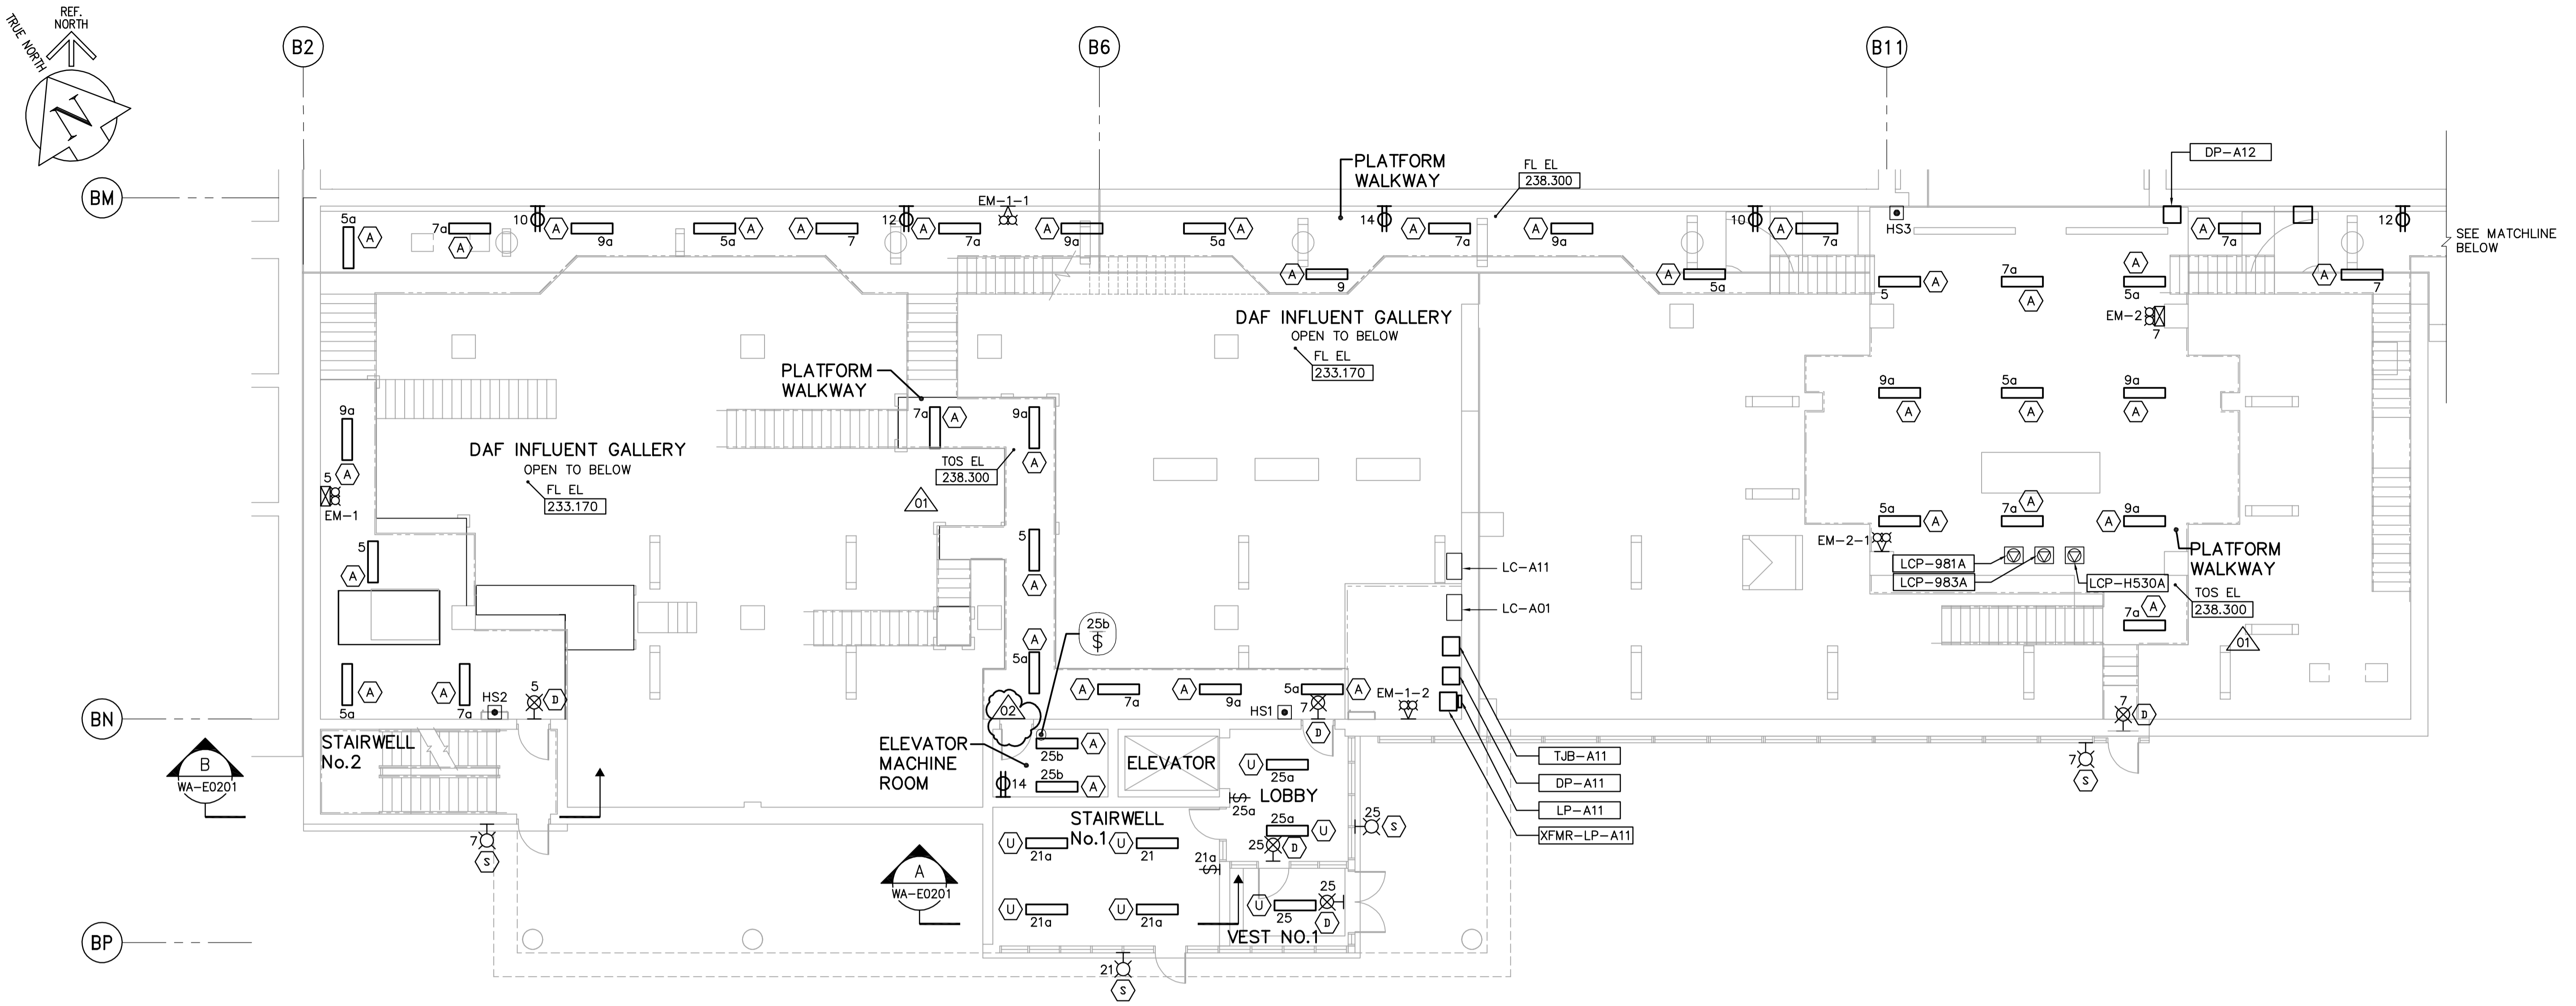 REF.
NORTH
TRUE NORTH
N
B2
B6
B11
BM
BN
BP
PLATFORM
WALKWAY
FL EL
238.300
DP-A12
SEE MATCHLINE
BELOW
EM-1-1
HS3
5a
A
7a
A
10
A
9a
5a
A
A
7
12
A
7a
A
9a
5a
A
14
A
7a
A
9a
10
A
7a
A
7a
12
A
9
A
5a
5
A
7a
A
A
5a
A
7
EM-2
7
DAF INFLUENT GALLERY
OPEN TO BELOW
FL EL
233.170
PLATFORM
WALKWAY
7a
A
9a
A
9a
A
5a
A
9a
A
9a
A
5
EM-1
DAF INFLUENT GALLERY
OPEN TO BELOW
FL EL
233.170
TOS EL
238.300
01
5
A
5
A
5
A
A
7a
A
9a
EM-2-1
LCP-981A
LCP-983A
LCP-H530A
PLATFORM
WALKWAY
TOS EL
238.300
01
A
7a
LC-A11
LC-A01
25b
$
A
5a
5a
A
A
7a
HS2
5
D
A
7a
A
9a
5a
A
HS1
7
D
EM-1-2
7
D
02
STAIRWELL
No.2
ELEVATOR
MACHINE
ROOM
25b
A
25b
A
14
ELEVATOR
U
25a
LOBBY
$
25a
25a
U
25
D
25
S
TJB-A11
DP-A11
LP-A11
XFMR-LP-A11
7
S
B
WA-E0201
7
S
A
WA-E0201
STAIRWELL
No.1
U
21a
U
21
21a
$
U
21a
U
21a
U
25
25
D
VEST NO.1
21
S